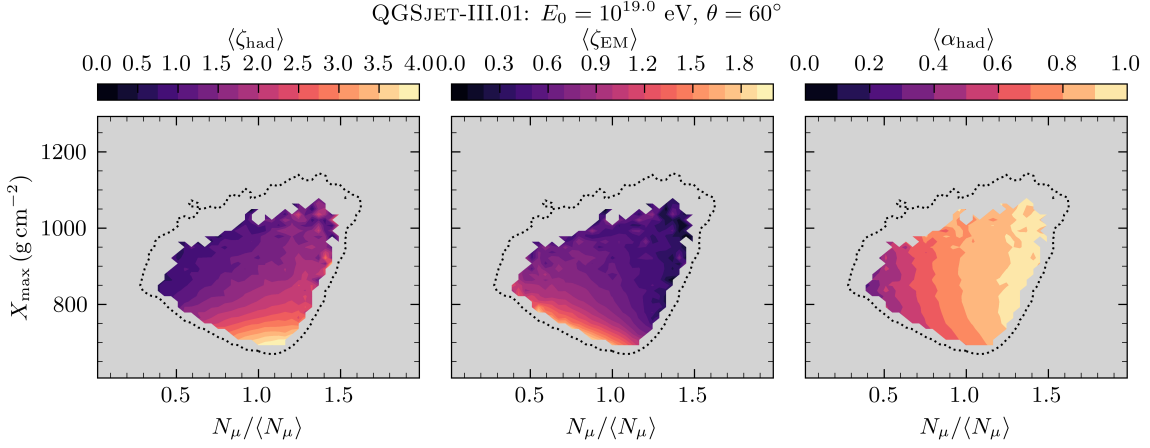 QGSJET-III.01: E₀ = 10¹⁹·⁰ eV, θ = 60°
⟨ζ_had⟩ ⟨ζ_EM⟩ ⟨α_had⟩
0.0 0.5 1.0 1.5 2.0 2.5 3.0 3.5 4.0 0.0 0.3 0.6 0.9 1.2 1.5 1.8 0.0 0.2 0.4 0.6 0.8 1.0
X_max (g cm⁻²)
1200
1000
800
0.5 1.0 1.5 0.5 1.0 1.5 0.5 1.0 1.5
N_μ/⟨N_μ⟩ N_μ/⟨N_μ⟩ N_μ/⟨N_μ⟩